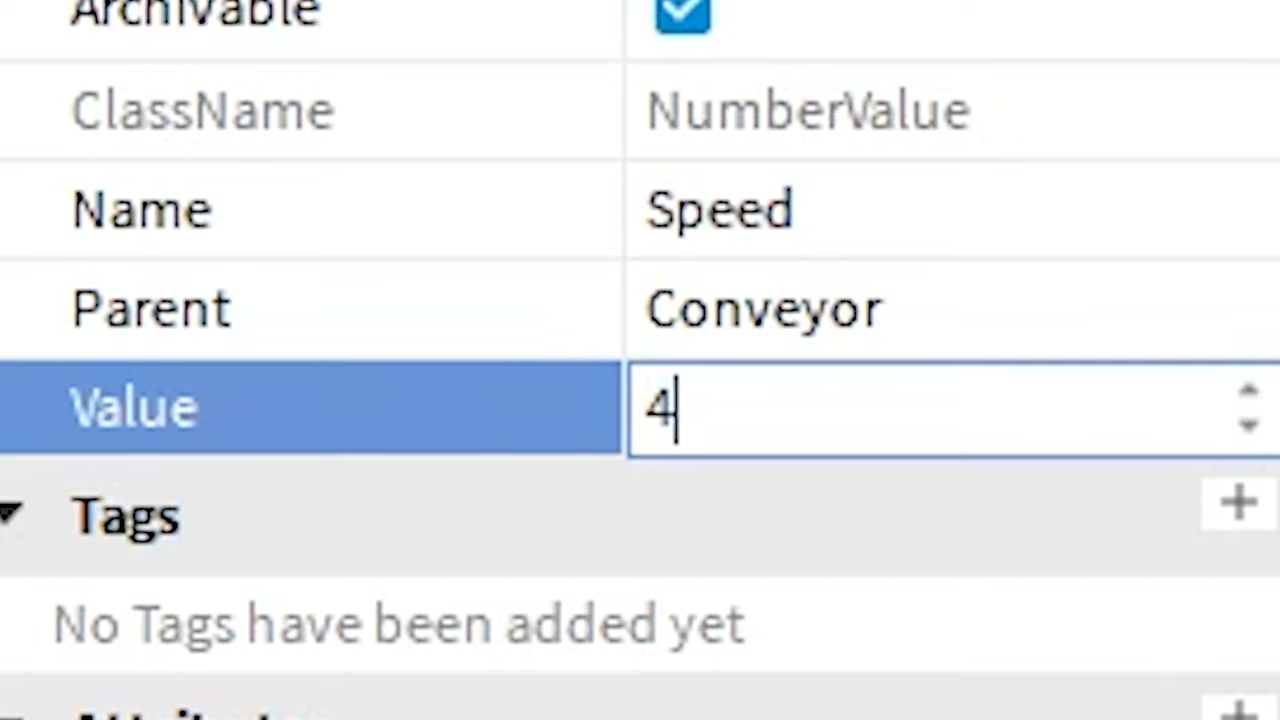 Archivable
ClassName NumberValue
Name Speed
Parent Conveyor
Value 4
Tags
No Tags have been added yet